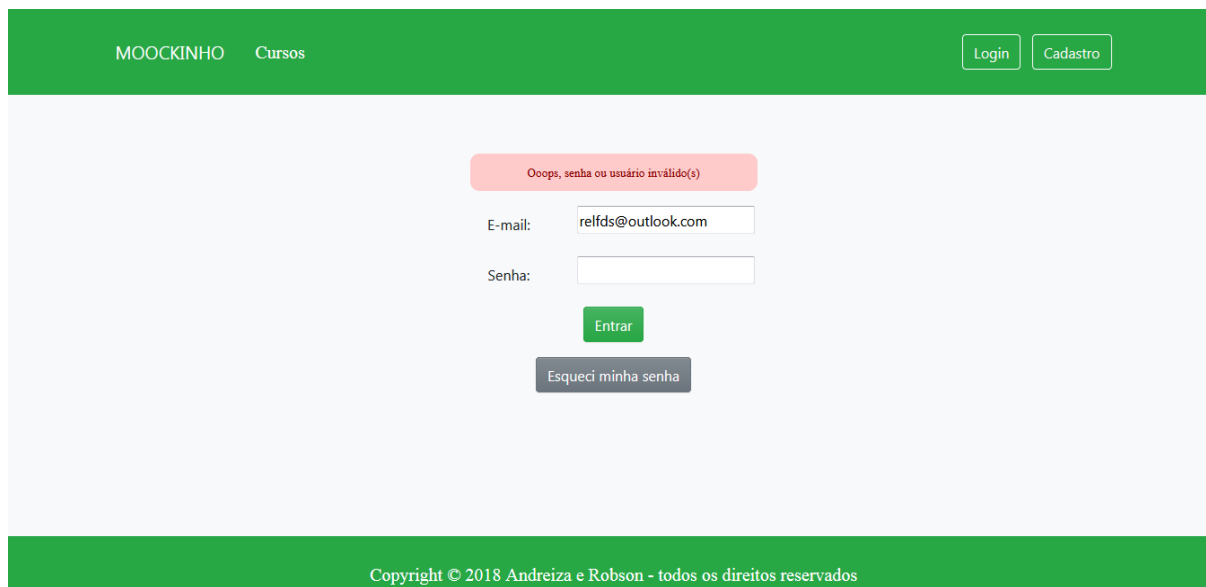 MOOCKINHO Cursos Login Cadastro
Ooops, senha ou usuário inválido(s)
E-mail: relfds@outlook.com
Senha:
Entrar
Esqueci minha senha
Copyright © 2018 Andreiza e Robson - todos os direitos reservados